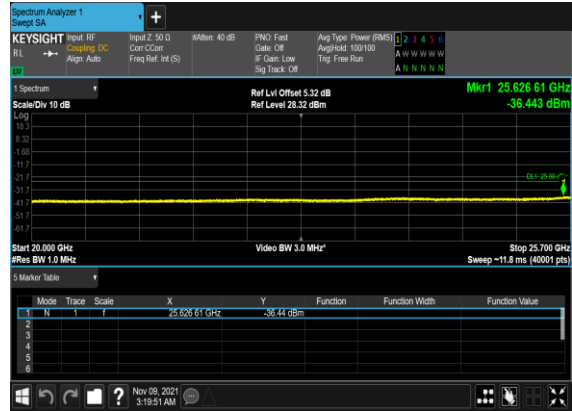 Spectrum Analyzer 1
Swept SA
+
KEYSIGHT Input: RF Input Z: 50 Ω #Atten: 40 dB PNO: Fast Avg Type: Power (RMS) 1 2 3 4 5 6
RL Coupling: DC Corr CCorr Gate: Off Avg|Hold: 100/100 A W W W W W
Align: Auto Freq Ref: Int (S) IF Gain: Low Trig: Free Run
Sig Track: Off A N N N N N
1 Spectrum Ref Lvl Offset 5.32 dB Mkr1 25.626 61 GHz
Scale/Div 10 dB Ref Level 28.32 dBm -36.443 dBm
Log
18.3
8.32
-1.68
-11.7
-21.7
-31.7
-41.7
-51.7
-61.7
1
Start 20.000 GHz Video BW 3.0 MHz* Stop 25.700 GHz
#Res BW 1.0 MHz Sweep ~11.8 ms (40001 pts)
5 Marker Table
Mode Trace Scale X Y Function Function Width Function Value
1 N 1 f 25.626 61 GHz -36.44 dBm
2
3
4
5
6
? Nov 09, 2021
3:19:51 AM